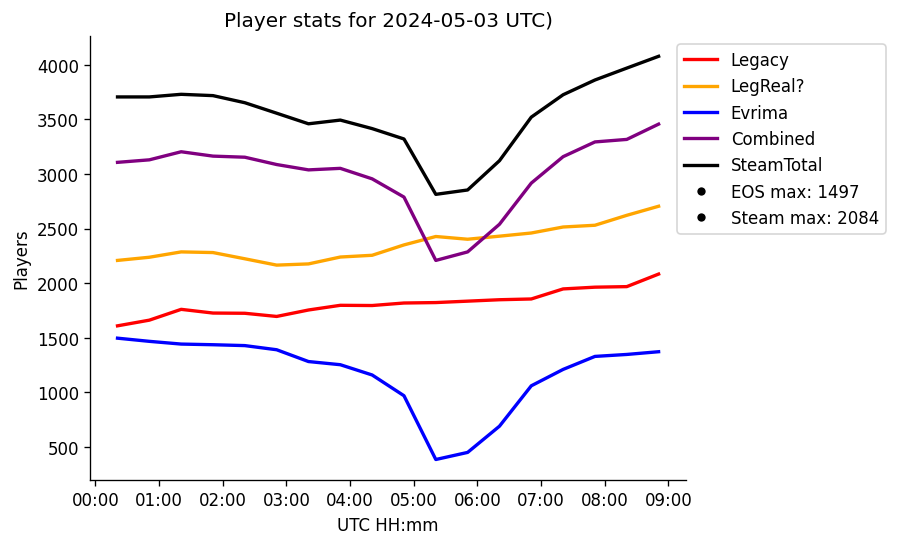 Player stats for 2024-05-03 UTC)
4000
3500
3000
2500
2000
1500
1000
500
Players
00:00 01:00 02:00 03:00 04:00 05:00 06:00 07:00 08:00 09:00
UTC HH:mm
Legacy
LegReal?
Evrima
Combined
SteamTotal
EOS max: 1497
Steam max: 2084